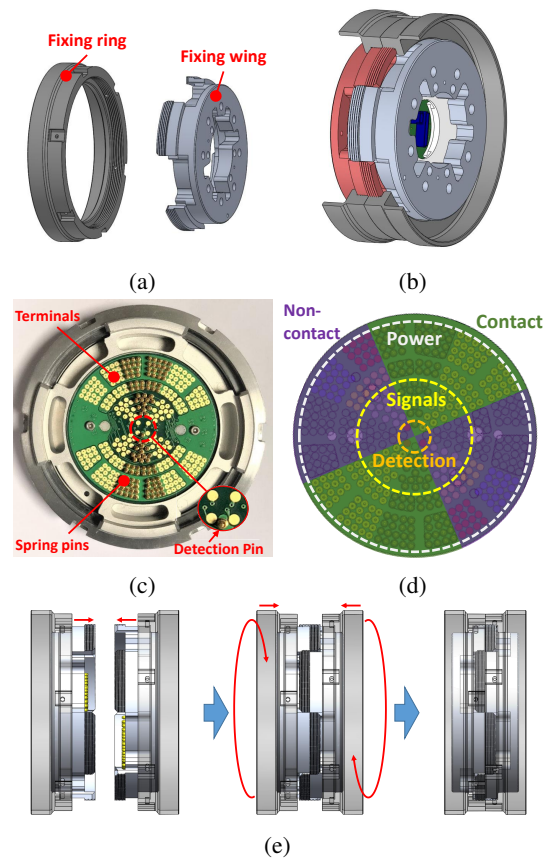 Fixing ring
Fixing wing
(a)
(b)
Terminals
Spring pins
Detection Pin
Non-
contact
Power
Contact
Signals
Detection
(c)
(d)
(e)